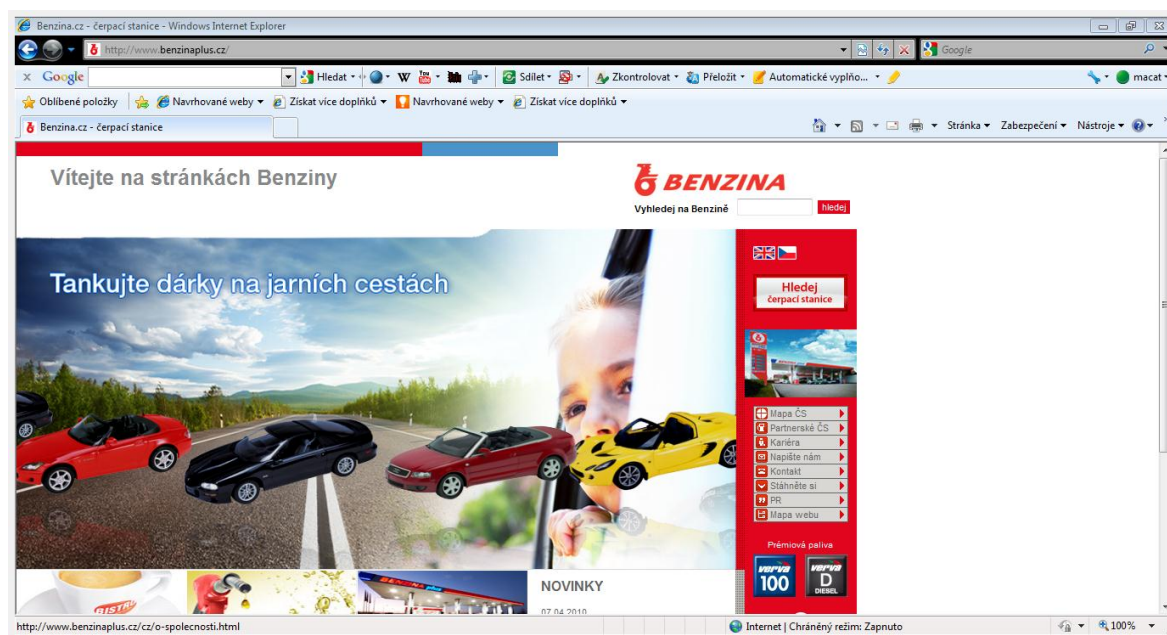 Benzina.cz - čerpací stanice - Windows Internet Explorer
http://www.benzinaplus.cz/
Google
x Google
Hledat
W
Sdílet
Zkontrolovat
Přeložit
Automatické vyplňo...
macat
Oblíbené položky
Navrhované weby
Získat více doplňků
Navrhované weby
Získat více doplňků
Benzina.cz - čerpací stanice
Stránka
Zabezpečení
Nástroje
Vítejte na stránkách Benziny
BENZINA
Vyhledej na Benzině
hledej
Tankujte dárky na jarních cestách
Hledej
čerpací stanice
Mapa ČS
Partnerské ČS
Kariéra
Napište nám
Kontakt
Stáhněte si
PR
Mapa webu
Prémiová paliva
verva
100
verva
D
DIESEL
BISTRO
BENZINA plus
NOVINKY
07.04.2010
http://www.benzinaplus.cz/cz/o-spolecnosti.html
Internet | Chráněný režim: Zapnuto
100%